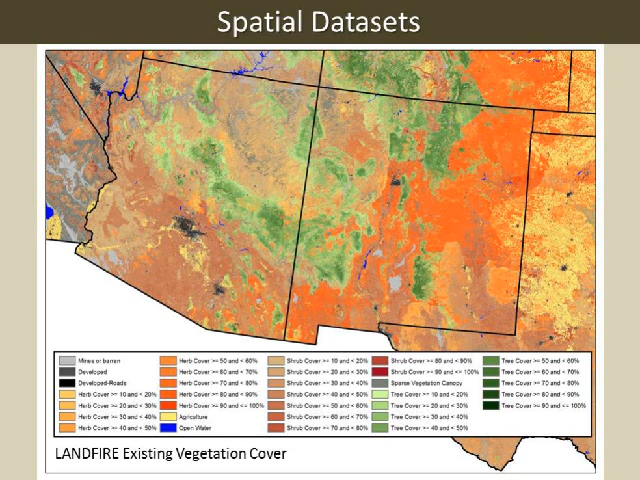 Spatial Datasets
Mines or barren
Developed
Developed-Roads
Herb Cover >= 10 and < 20%
Herb Cover >= 20 and < 30%
Herb Cover >= 30 and < 40%
Herb Cover >= 40 and < 50%
Herb Cover >= 50 and < 60%
Herb Cover >= 60 and < 70%
Herb Cover >= 70 and < 80%
Herb Cover >= 80 and < 90%
Herb Cover >= 90 and <= 100%
Agriculture
Open Water
Shrub Cover >= 10 and < 20%
Shrub Cover >= 20 and < 30%
Shrub Cover >= 30 and < 40%
Shrub Cover >= 40 and < 50%
Shrub Cover >= 50 and < 60%
Shrub Cover >= 60 and < 70%
Shrub Cover >= 70 and < 80%
Shrub Cover >= 80 and < 90%
Shrub Cover >= 90 and <= 100%
Sparse Vegetation Canopy
Tree Cover >= 10 and < 20%
Tree Cover >= 20 and < 30%
Tree Cover >= 30 and < 40%
Tree Cover >= 40 and < 50%
Tree Cover >= 50 and < 60%
Tree Cover >= 60 and < 70%
Tree Cover >= 70 and < 80%
Tree Cover >= 80 and < 90%
Tree Cover >= 90 and <= 100%
LANDFIRE Existing Vegetation Cover